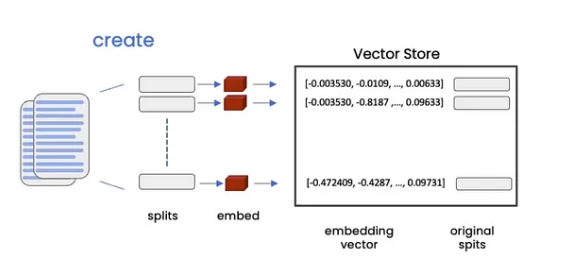 create
Vector Store
[-0.003530, -0.0109, ..., 0.00633]
[-0.003530, -0.8187, ..., 0.09633]
[-0.472409, -0.4287, ..., 0.09731]
splits
embed
embedding
vector
original
spits